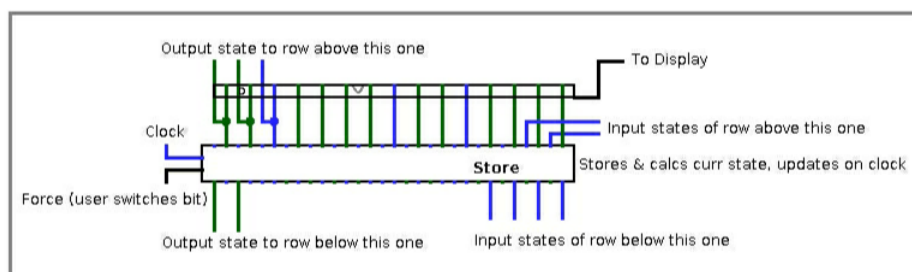 Output state to row above this one
To Display
Clock
Input states of row above this one
Store
Stores & calcs curr state, updates on clock
Force (user switches bit)
Output state to row below this one
Input states of row below this one